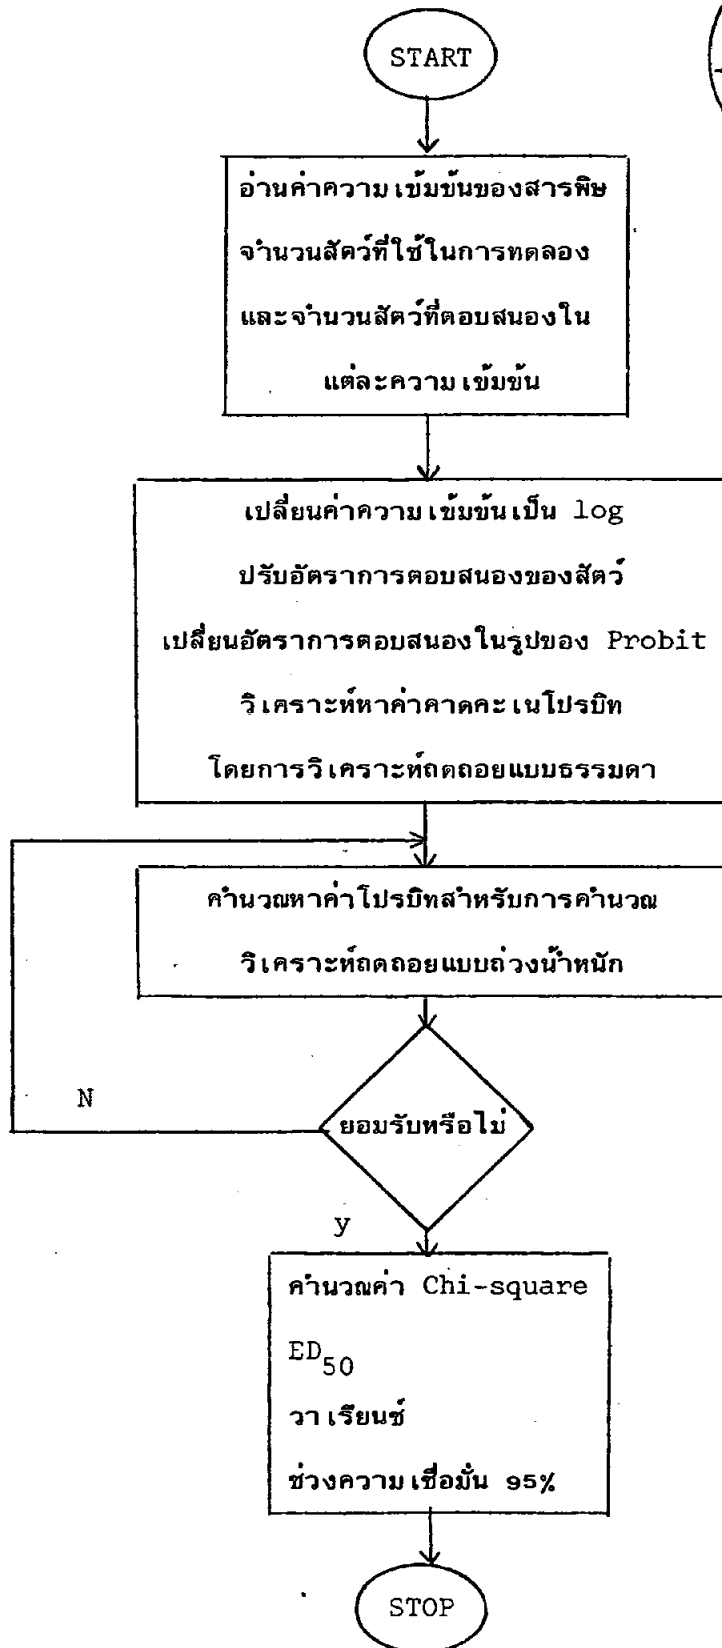 START
อ่านค่าความเข้มข้นของสารพิษ
จำนวนสัตว์ที่ใช้ในการทดลอง
และจำนวนสัตว์ที่ตอบสนองใน
แต่ละความเข้มข้น
เปลี่ยนค่าความเข้มข้นเป็น log
ปรับอัตราการตอบสนองของสัตว์
เปลี่ยนอัตราการตอบสนองในรูปของ Probit
วิเคราะห์หาค่าคาดคะเนโปรบิท
โดยการวิเคราะห์ถดถอยแบบธรรมดา
คำนวณหาค่าโปรบิทสำหรับการคำนวณ
วิเคราะห์ถดถอยแบบถ่วงน้ำหนัก
N
ยอมรับหรือไม่
y
คำนวณค่า Chi-square
ED50
วาเรียนซ์
ช่วงความเชื่อมั่น 95%
STOP